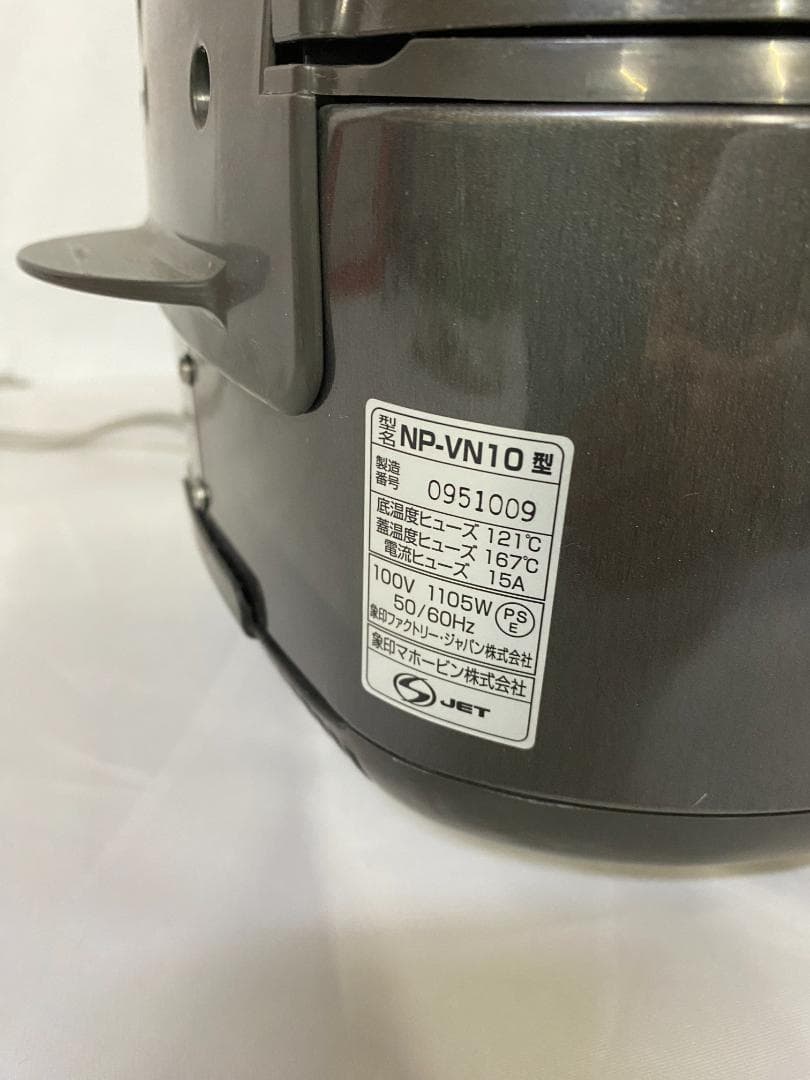 型名 NP-VN10 型
製造番号 0951009
底温度ヒューズ 121℃
蓋温度ヒューズ 167℃
電流ヒューズ 15A
100V 1105W
50/60Hz
PSE
象印ファクトリー・ジャパン株式会社
象印マホービン株式会社
S JET